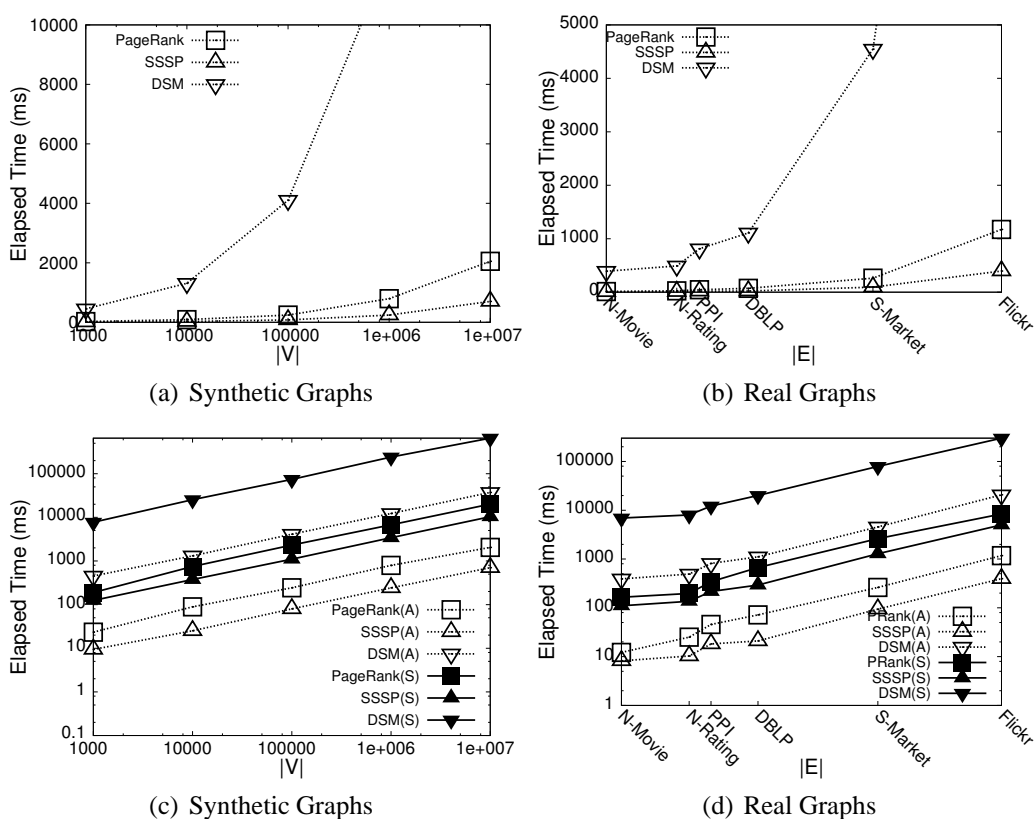 10000
8000
6000
4000
2000
0
Elapsed Time (ms)
PageRank
SSSP
DSM
1000
10000
100000
1e+006
1e+007
|V|
(a) Synthetic Graphs
5000
4000
3000
2000
1000
0
Elapsed Time (ms)
PageRank
SSSP
DSM
N-Movie
N-Rating
PPI
DBLP
S-Market
Flickr
|E|
(b) Real Graphs
100000
10000
1000
100
10
1
0.1
Elapsed Time (ms)
PageRank(A)
SSSP(A)
DSM(A)
PageRank(S)
SSSP(S)
DSM(S)
1000
10000
100000
1e+006
1e+007
|V|
(c) Synthetic Graphs
100000
10000
1000
100
10
1
Elapsed Time (ms)
PRank(A)
SSSP(A)
DSM(A)
PRank(S)
SSSP(S)
DSM(S)
N-Movie
N-Rating
PPI
DBLP
S-Market
Flickr
|E|
(d) Real Graphs